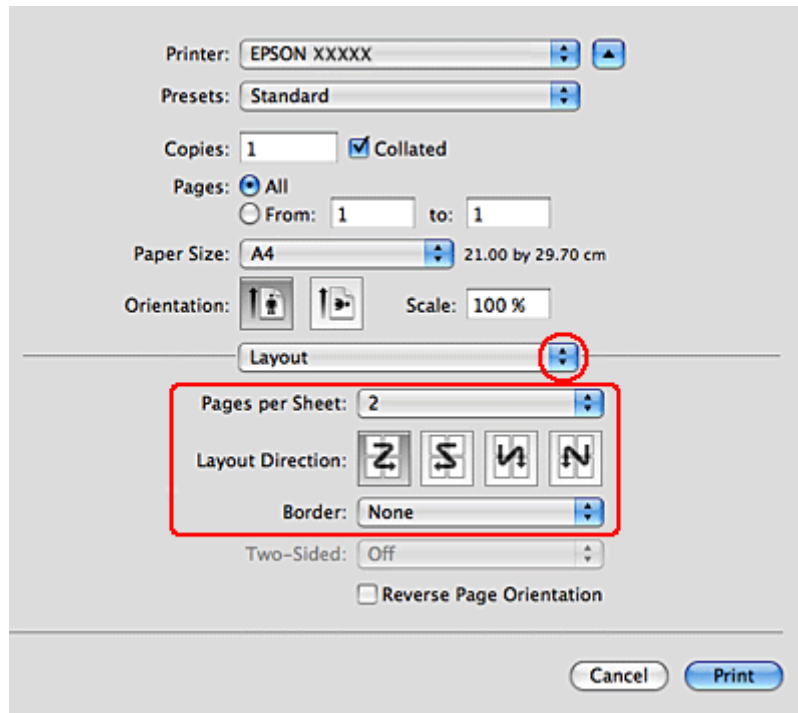 Printer: EPSON XXXXX
Presets: Standard
Copies: 1 Collated
Pages: All
From: 1 to: 1
Paper Size: A4 21.00 by 29.70 cm
Orientation: Scale: 100 %
Layout
Pages per Sheet: 2
Layout Direction:
Border: None
Two-Sided: Off
Reverse Page Orientation
Cancel Print